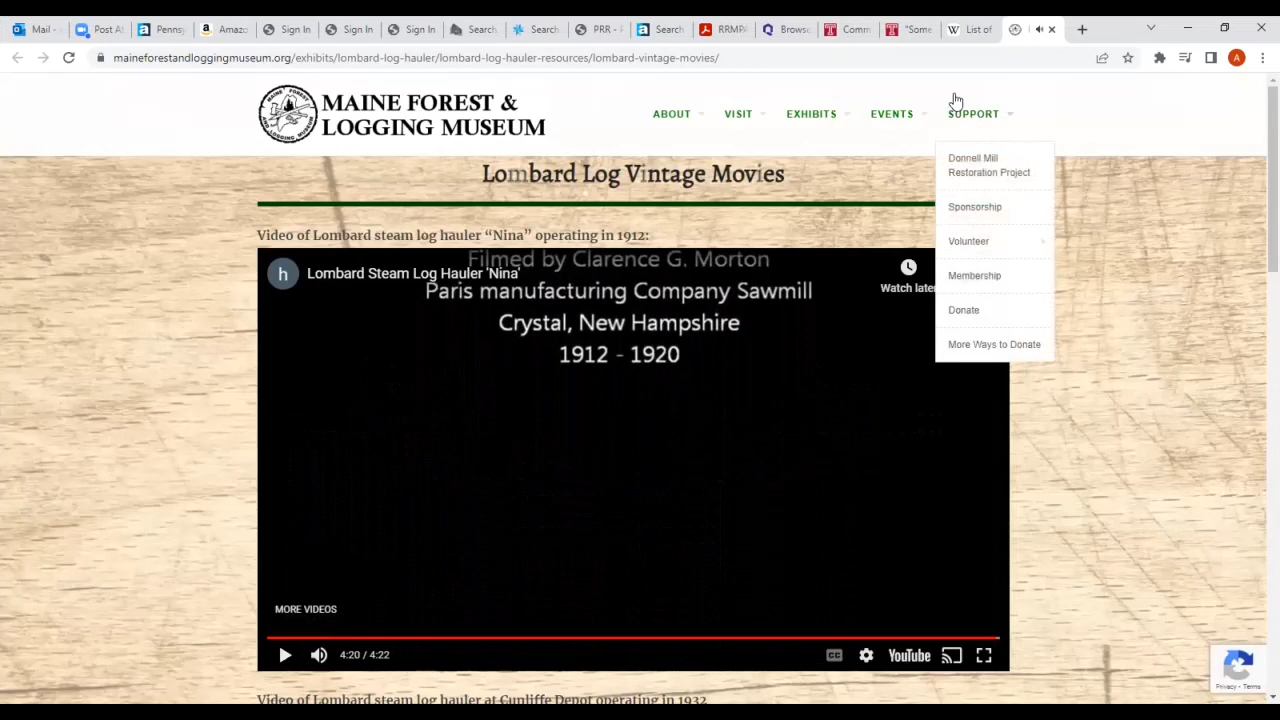 Mail -
Post At
Pennsy
Amazo
Sign In
Sign In
Sign In
Search
Search
PRR - F
Search
RRMPA
Brows
Comm
"Some
List of
maineforestandloggingmuseum.org/exhibits/lombard-log-hauler/lombard-log-hauler-resources/lombard-vintage-movies/
A
MAINE FOREST &
LOGGING MUSEUM
ABOUT
VISIT
EXHIBITS
EVENTS
SUPPORT
Donnell Mill
Restoration Project
Sponsorship
Volunteer
Membership
Donate
More Ways to Donate
Lombard Log Vintage Movies
Video of Lombard steam log hauler “Nina” operating in 1912:
h
Lombard Steam Log Hauler 'Nina'
Watch later
Filmed by Clarence G. Morton
Paris manufacturing Company Sawmill
Crystal, New Hampshire
1912 - 1920
MORE VIDEOS
4:20 / 4:22
CC
YouTube
Privacy - Terms
Video of Lombard steam log hauler at Cunliffe Depot operating in 1932